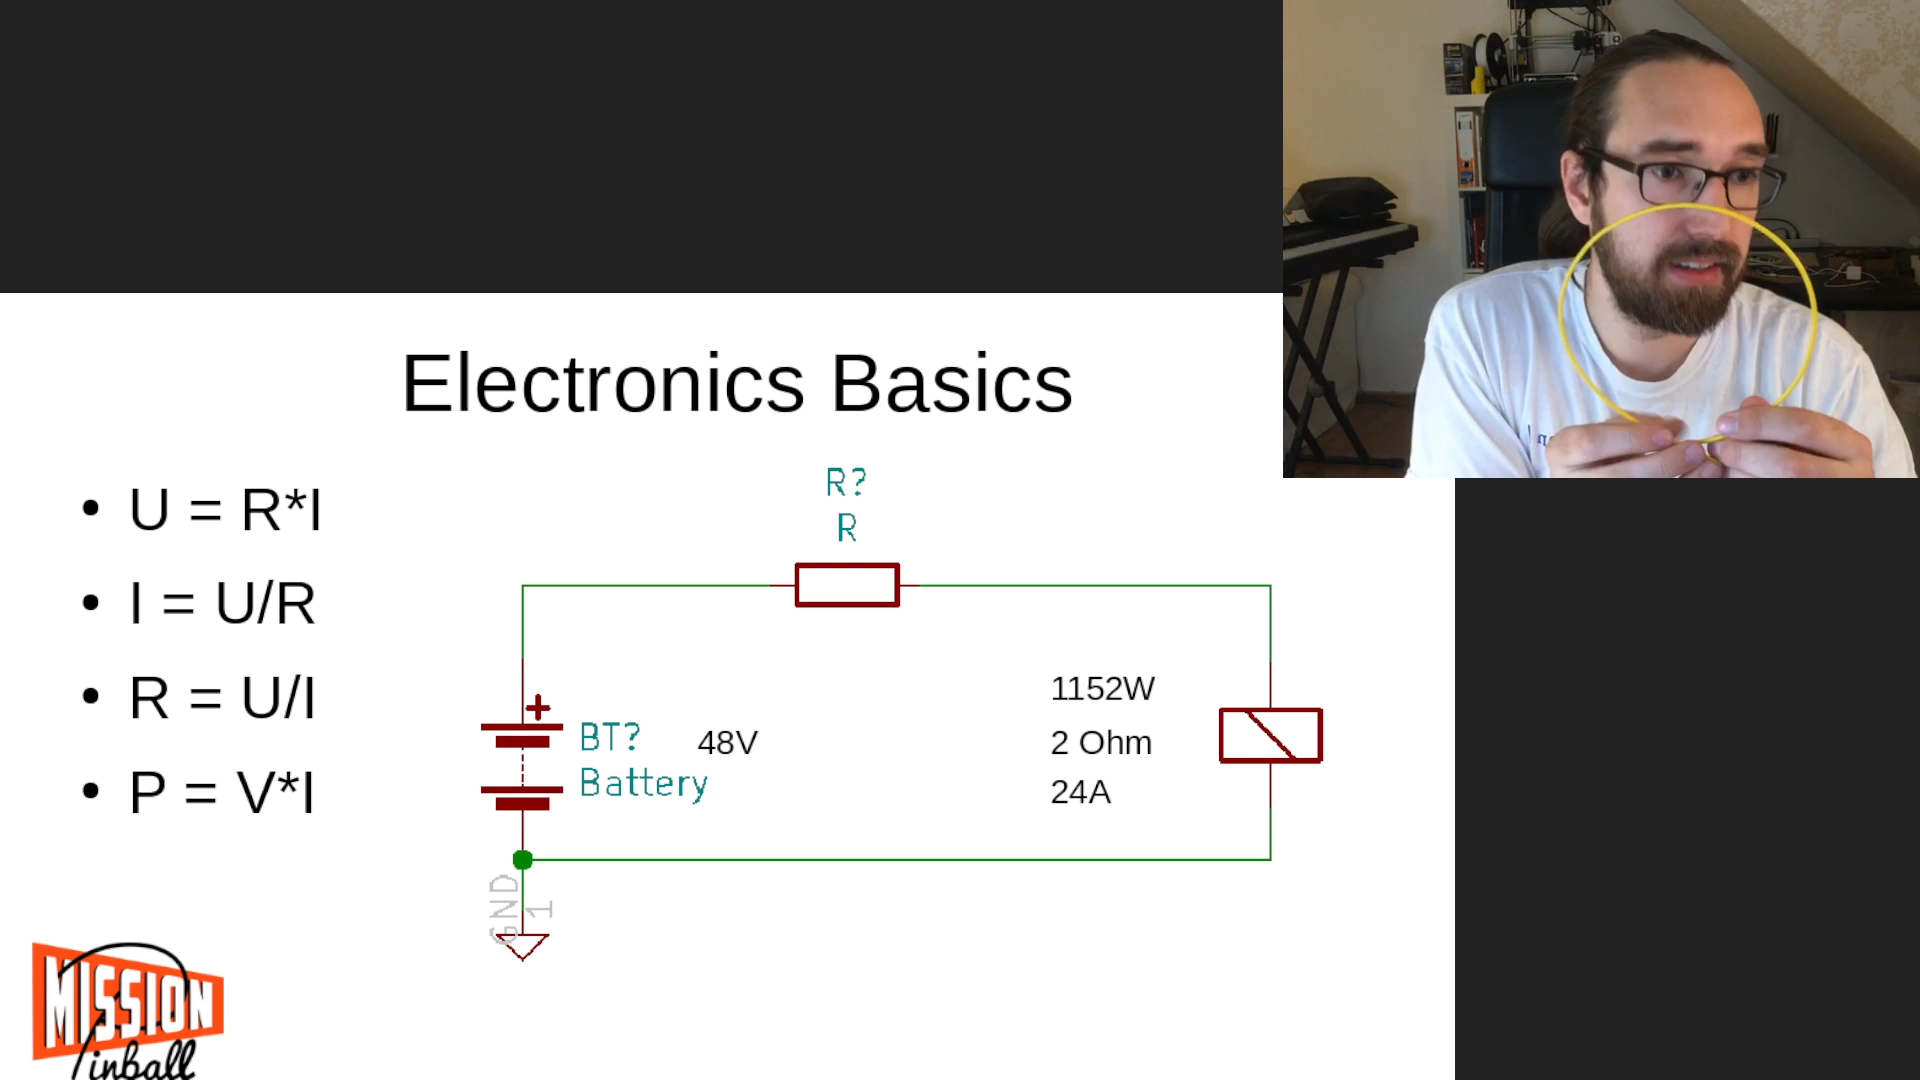 Electronics Basics
• U = R*I
• I = U/R
• R = U/I
• P = V*I
R?
R
BT?
Battery
48V
1152W
2 Ohm
24A
GND
1
MISSION
Pinball